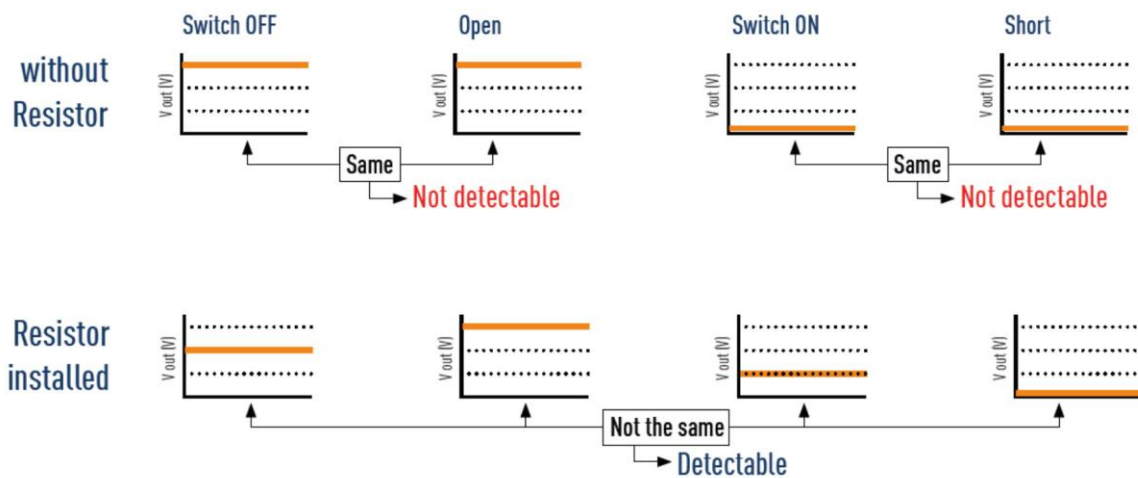 Switch OFF
Open
Switch ON
Short
without
Resistor
V out (V)
V out (V)
V out (V)
V out (V)
Same
Not detectable
Same
Not detectable
Resistor
installed
V out (V)
V out (V)
V out (V)
V out (V)
Not the same
Detectable